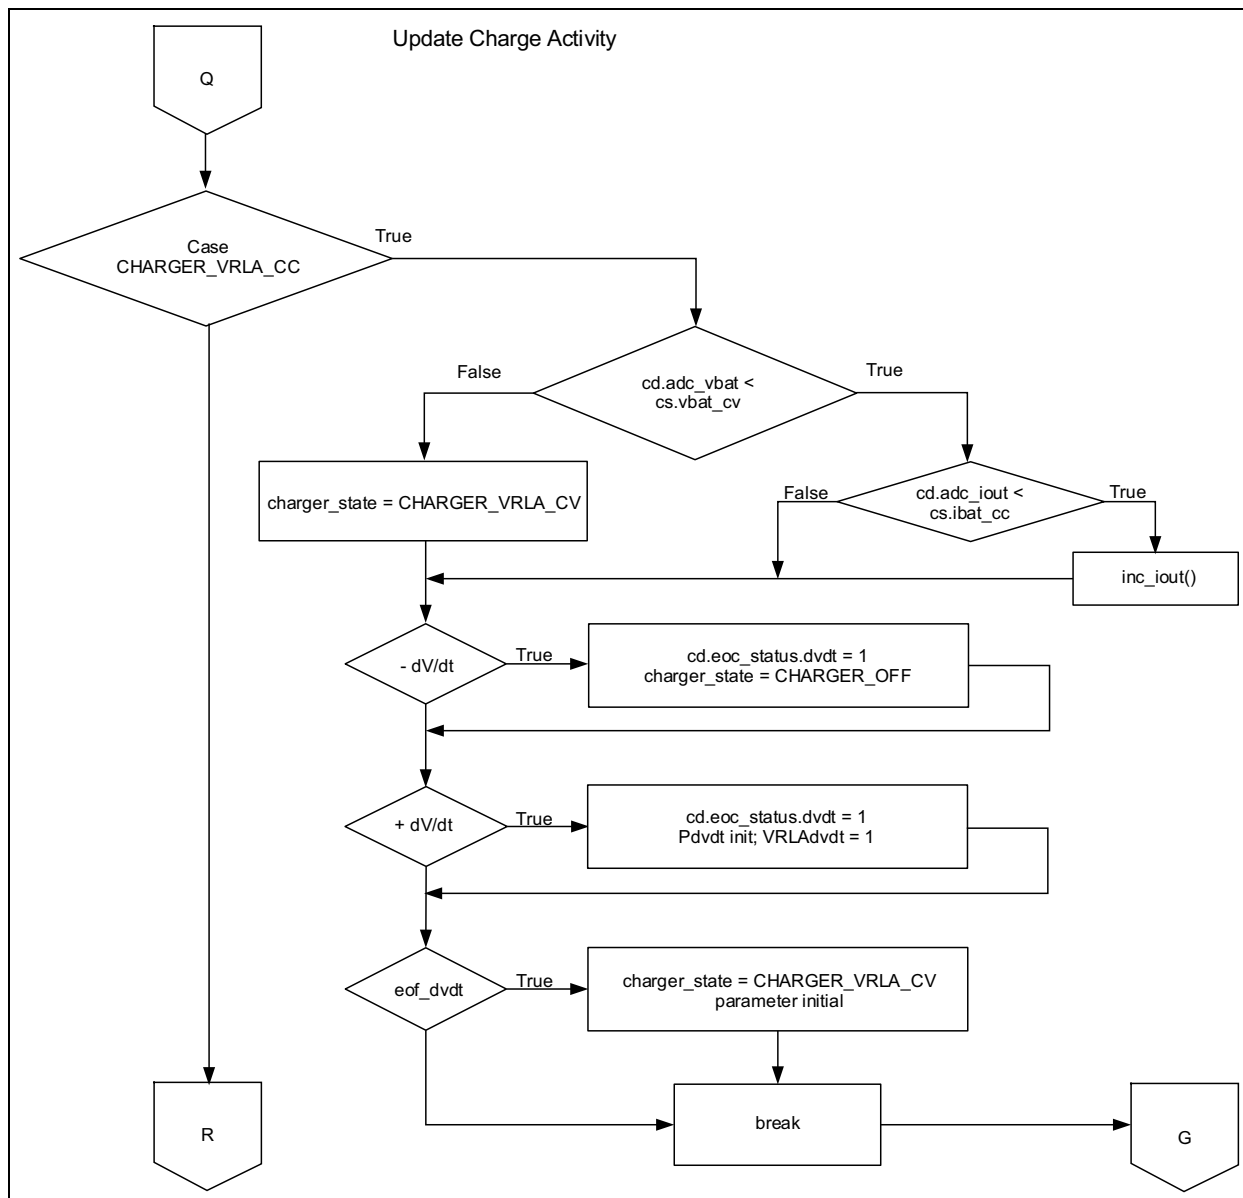 Update Charge Activity
Q
Case
CHARGER_VRLA_CC
True
cd.adc_vbat <
cs.vbat_cv
False
True
charger_state = CHARGER_VRLA_CV
cd.adc_iout <
cs.ibat_cc
False
True
inc_iout()
- dV/dt
True
cd.eoc_status.dvdt = 1
charger_state = CHARGER_OFF
+ dV/dt
True
cd.eoc_status.dvdt = 1
Pdvdt init; VRLAdvdt = 1
eof_dvdt
True
charger_state = CHARGER_VRLA_CV
parameter initial
break
R
G